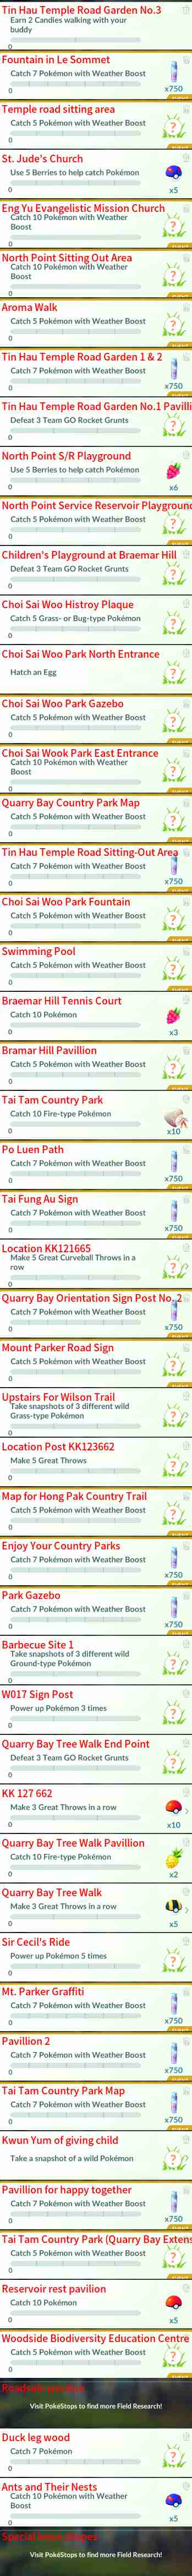 Tin Hau Temple Road Garden No.3
Earn 2 Candies walking with your
buddy
0
Fountain in Le Sommet
Catch 7 Pokémon with Weather Boost
0
x750
Temple road sitting area
Catch 5 Pokémon with Weather Boost
0
St. Jude's Church
Use 5 Berries to help catch Pokémon
0
x5
Eng Yu Evangelistic Mission Church
Catch 10 Pokémon with Weather
Boost
0
North Point Sitting Out Area
Catch 10 Pokémon with Weather
Boost
0
Aroma Walk
Catch 5 Pokémon with Weather Boost
0
Tin Hau Temple Road Garden 1 & 2
Catch 7 Pokémon with Weather Boost
0
x750
Tin Hau Temple Road Garden No.1 Pavilli
Defeat 3 Team GO Rocket Grunts
0
North Point S/R Playground
Use 5 Berries to help catch Pokémon
0
x6
North Point Service Reservoir Playground
Catch 5 Pokémon with Weather Boost
0
Children's Playground at Braemar Hill
Defeat 3 Team GO Rocket Grunts
0
Choi Sai Woo Histroy Plaque
Catch 5 Grass- or Bug-type Pokémon
0
Choi Sai Woo Park North Entrance
Hatch an Egg
Choi Sai Woo Park Gazebo
Catch 5 Pokémon with Weather Boost
0
Choi Sai Wook Park East Entrance
Catch 10 Pokémon with Weather
Boost
0
Quarry Bay Country Park Map
Catch 5 Pokémon with Weather Boost
0
Tin Hau Temple Road Sitting-Out Area
Catch 7 Pokémon with Weather Boost
0
x750
Choi Sai Woo Park Fountain
Catch 5 Pokémon with Weather Boost
0
Swimming Pool
Catch 5 Pokémon with Weather Boost
0
Braemar Hill Tennis Court
Catch 10 Pokémon
0
x3
Bramar Hill Pavillion
Catch 5 Pokémon with Weather Boost
0
Tai Tam Country Park
Catch 10 Fire-type Pokémon
0
x10
Po Luen Path
Catch 7 Pokémon with Weather Boost
0
x750
Tai Fung Au Sign
Catch 7 Pokémon with Weather Boost
0
x750
Location KK121665
Make 5 Great Curveball Throws in a
row
0
Quarry Bay Orientation Sign Post No. 2
Catch 7 Pokémon with Weather Boost
0
x750
Mount Parker Road Sign
Catch 5 Pokémon with Weather Boost
0
Upstairs For Wilson Trail
Take snapshots of 3 different wild
Grass-type Pokémon
0
Location Post KK123662
Make 5 Great Throws
0
Map for Hong Pak Country Trail
Catch 5 Pokémon with Weather Boost
0
Enjoy Your Country Parks
Catch 7 Pokémon with Weather Boost
0
x750
Park Gazebo
Catch 7 Pokémon with Weather Boost
0
x750
Barbecue Site 1
Take snapshots of 3 different wild
Ground-type Pokémon
0
W017 Sign Post
Power up Pokémon 3 times
0
Quarry Bay Tree Walk End Point
Defeat 3 Team GO Rocket Grunts
0
KK 127 662
Make 3 Great Throws in a row
0
x10
Quarry Bay Tree Walk Pavillion
Catch 10 Fire-type Pokémon
0
x2
Quarry Bay Tree Walk
Make 3 Great Throws in a row
0
x5
Sir Cecil's Ride
Power up Pokémon 5 times
0
Mt. Parker Graffiti
Catch 7 Pokémon with Weather Boost
0
x750
Pavillion 2
Catch 7 Pokémon with Weather Boost
0
x750
Tai Tam Country Park Map
Catch 7 Pokémon with Weather Boost
0
x750
Kwun Yum of giving child
Take a snapshot of a wild Pokémon
Pavillion for happy together
Catch 7 Pokémon with Weather Boost
0
x750
Tai Tam Country Park (Quarry Bay Extens
Catch 5 Pokémon with Weather Boost
0
Reservoir rest pavilion
Catch 10 Pokémon
0
x5
Woodside Biodiversity Education Centre
Catch 5 Pokémon with Weather Boost
0
Visit PokéStops to find more Field Research!
Duck leg wood
Catch 7 Pokémon
0
Ants and Their Nests
Catch 10 Pokémon with Weather
Boost
0
x5
Visit PokéStops to find more Field Research!